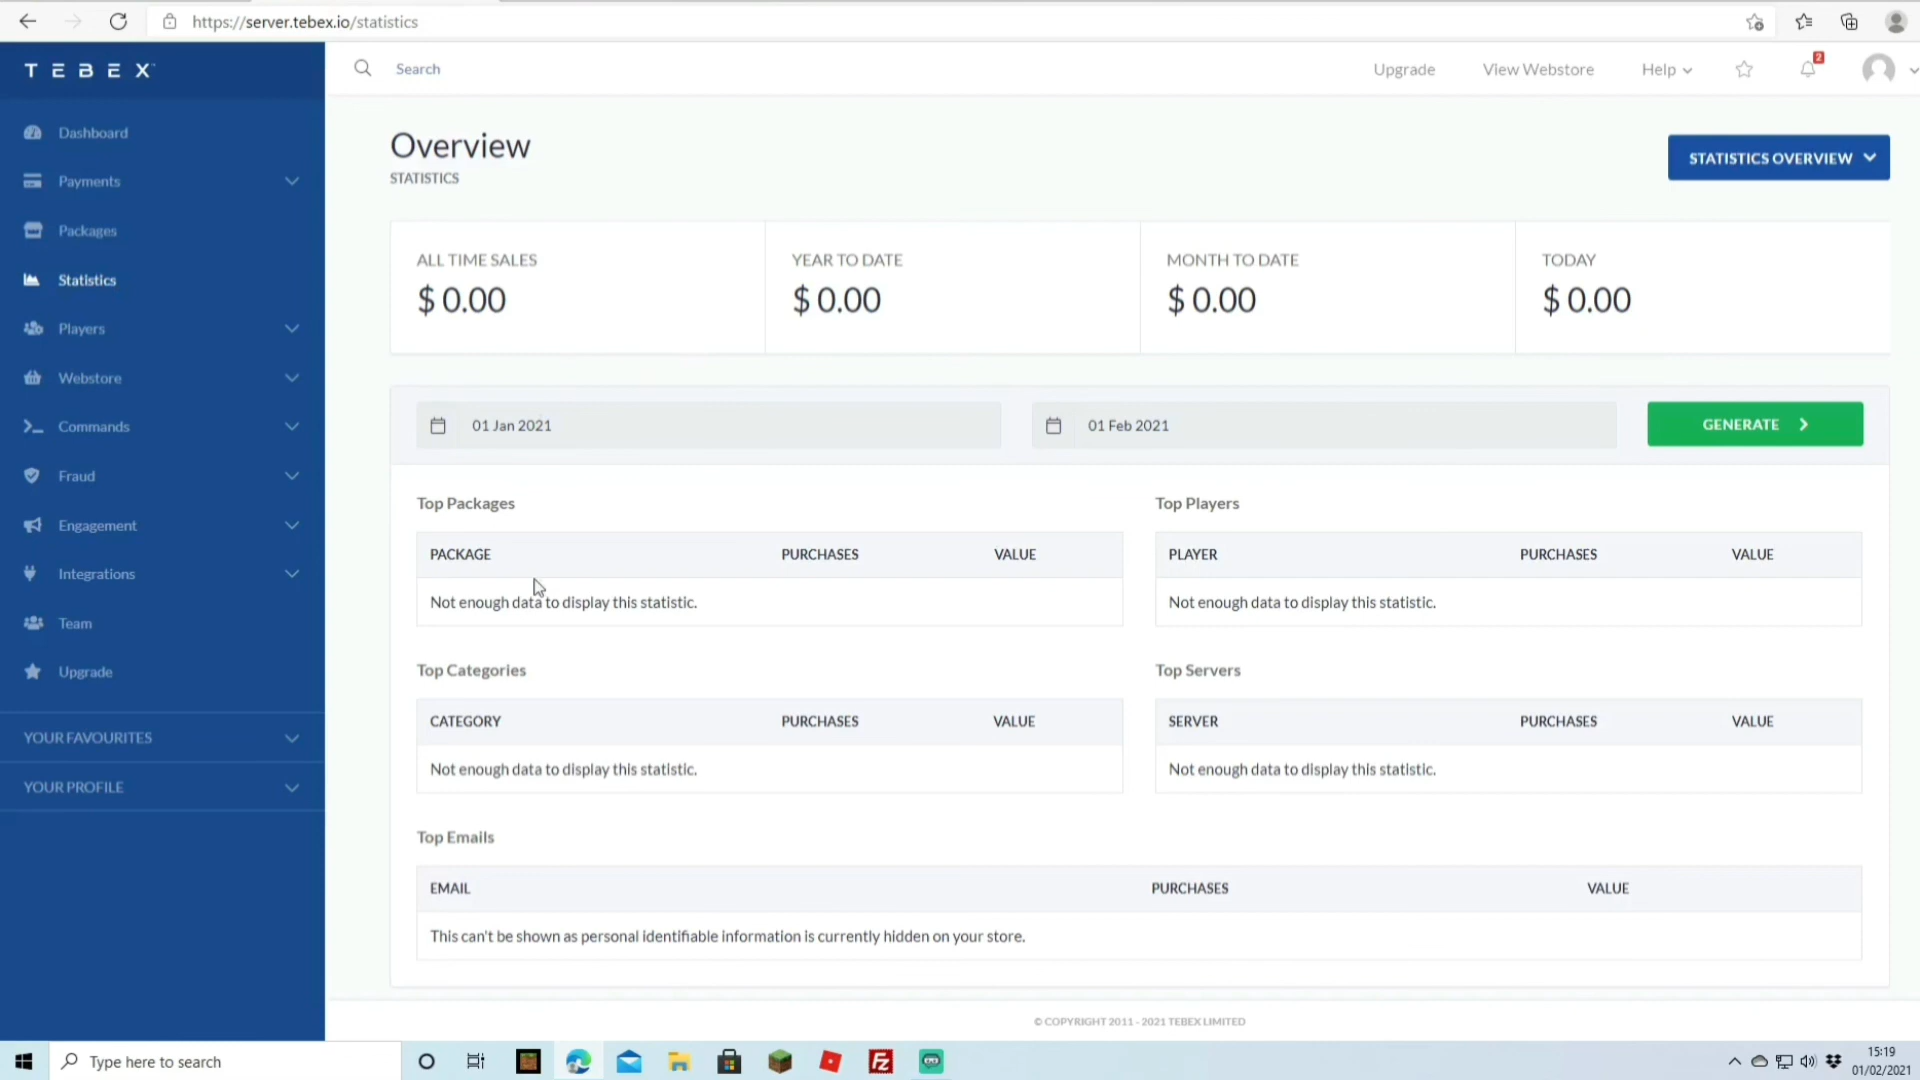 https://server.tebex.io/statistics
TEBEX
Search
Upgrade
View Webstore
Help
2
Dashboard
Payments
Packages
Statistics
Players
Webstore
Commands
Fraud
Engagement
Integrations
Team
Upgrade
YOUR FAVOURITES
YOUR PROFILE
Overview
STATISTICS
STATISTICS OVERVIEW
ALL TIME SALES
$ 0.00
YEAR TO DATE
$ 0.00
MONTH TO DATE
$ 0.00
TODAY
$ 0.00
01 Jan 2021
01 Feb 2021
GENERATE
Top Packages
PACKAGE PURCHASES VALUE
Not enough data to display this statistic.
Top Players
PLAYER PURCHASES VALUE
Not enough data to display this statistic.
Top Categories
CATEGORY PURCHASES VALUE
Not enough data to display this statistic.
Top Servers
SERVER PURCHASES VALUE
Not enough data to display this statistic.
Top Emails
EMAIL PURCHASES VALUE
This can't be shown as personal identifiable information is currently hidden on your store.
© COPYRIGHT 2011 - 2021 TEBEX LIMITED
Type here to search
FZ
15:19
01/02/2021